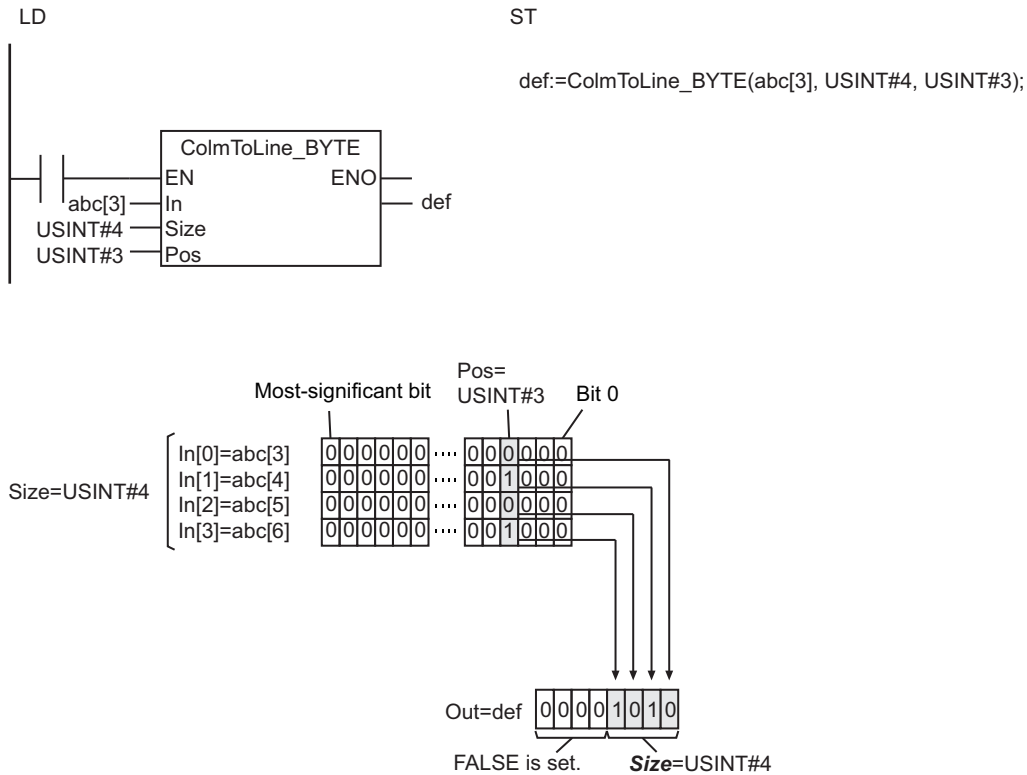 LD ST
def:=ColmToLine_BYTE(abc[3], USINT#4, USINT#3);
ColmToLine_BYTE
EN ENO
abc[3] In def
USINT#4 Size
USINT#3 Pos
Pos=
Most-significant bit USINT#3 Bit 0
In[0]=abc[3] 0 0 0 0 0 0 ···· 0 0 0 0 0 0
Size=USINT#4 In[1]=abc[4] 0 0 0 0 0 0 ···· 0 0 1 0 0 0
In[2]=abc[5] 0 0 0 0 0 0 ···· 0 0 0 0 0 0
In[3]=abc[6] 0 0 0 0 0 0 ···· 0 0 1 0 0 0
Out=def 0 0 0 0 1 0 1 0
FALSE is set. Size=USINT#4